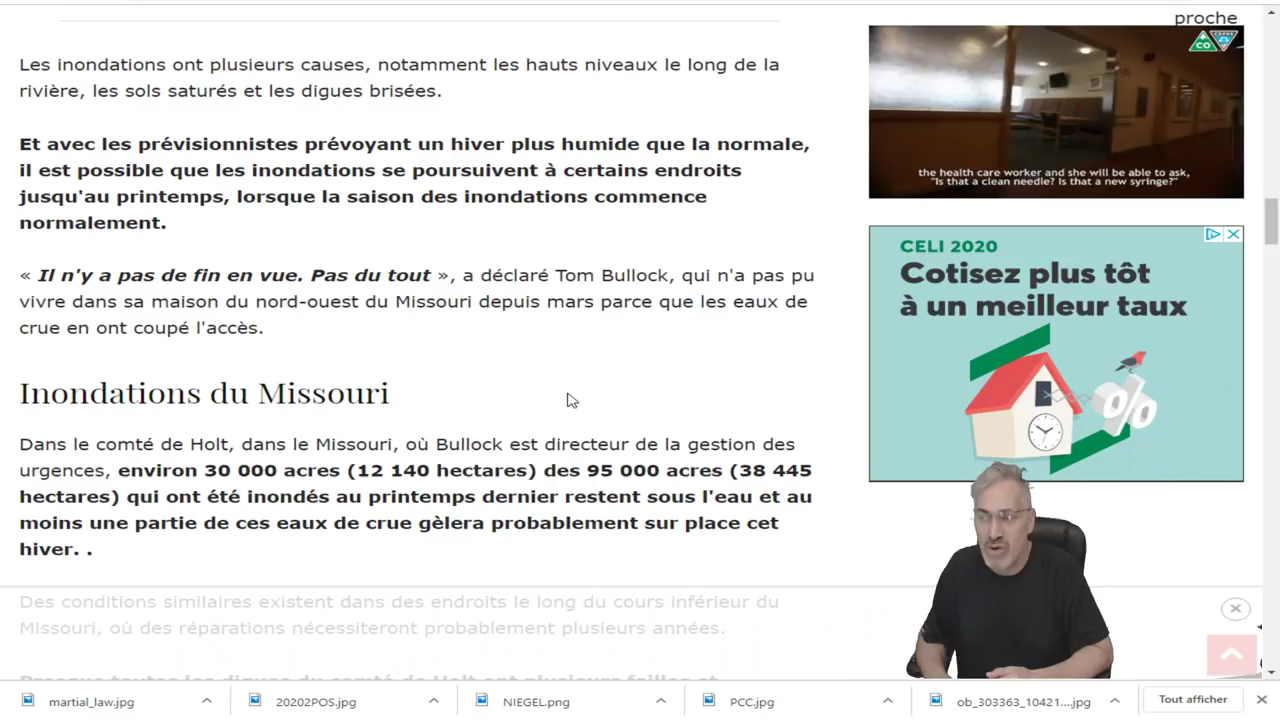 proche
Les inondations ont plusieurs causes, notamment les hauts niveaux le long de la
rivière, les sols saturés et les digues brisées.
Et avec les prévisionnistes prévoyant un hiver plus humide que la normale,
il est possible que les inondations se poursuivent à certains endroits
jusqu'au printemps, lorsque la saison des inondations commence
normalement.
« Il n'y a pas de fin en vue. Pas du tout », a déclaré Tom Bullock, qui n'a pas pu
vivre dans sa maison du nord-ouest du Missouri depuis mars parce que les eaux de
crue en ont coupé l'accès.
Inondations du Missouri
Dans le comté de Holt, dans le Missouri, où Bullock est directeur de la gestion des
urgences, environ 30 000 acres (12 140 hectares) des 95 000 acres (38 445
hectares) qui ont été inondés au printemps dernier restent sous l'eau et au
moins une partie de ces eaux de crue gèlera probablement sur place cet
hiver. .
Des conditions similaires existent dans des endroits le long du cours inférieur du
Missouri, où des réparations nécessiteront probablement plusieurs années.
CO
the health care worker and she will be able to ask,
"Is that a clean needle? Is that a new syringe?"
CELI 2020
Cotisez plus tôt
à un meilleur taux
%
martial_law.jpg
20202POS.jpg
NIEGEL.png
PCC.jpg
ob_303363_10421....jpg
Tout afficher